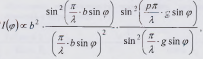 I(φ) ∝ b² · sin²(π/λ · b sin φ) / (π/λ · b sin φ)² · sin²(pπ/λ · g sin φ) / sin²(π/λ · g sin φ),